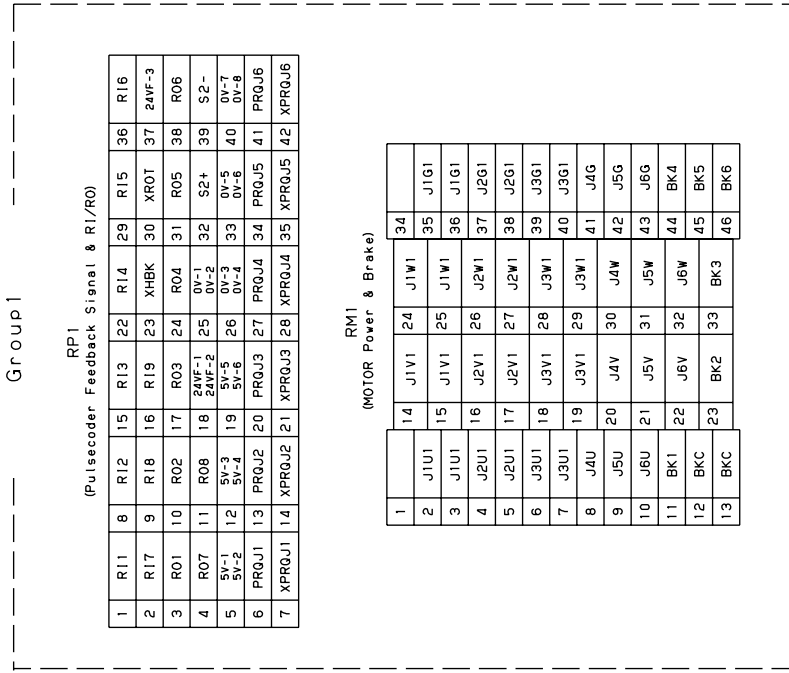 Group1
RP1
(Pulsecoder Feedback Signal & RI/RO)
1 RI1 8 RI2 15 RI3 22 RI4 29 RI5 36 RI6
2 RI7 9 RI8 16 RI9 23 XHBK 30 XROT 37 24VF-3
3 RO1 10 RO2 17 RO3 24 RO4 31 RO5 38 RO6
4 RO7 11 RO8 18 24VF-1 24VF-2 25 0V-1 0V-2 32 S2+ 39 S2-
5 5V-1 5V-2 12 5V-3 5V-4 19 5V-5 5V-6 26 0V-3 0V-4 33 0V-5 0V-6 40 0V-7 0V-8
6 PRQJ1 13 PRQJ2 20 PRQJ3 27 PRQJ4 34 PRQJ5 41 PRQJ6
7 XPRQJ1 14 XPRQJ2 21 XPRQJ3 28 XPRQJ4 35 XPRQJ5 42 XPRQJ6
RM1
(MOTOR Power & Brake)
1
2 J1U1
3 J1U1
4 J2U1
5 J2U1
6 J3U1
7 J3U1
8 J4U
9 J5U
10 J6U
11 BK1
12 BKC
13 BKC
14 J1V1
15 J1V1
16 J2V1
17 J2V1
18 J3V1
19 J3V1
20 J4V
21 J5V
22 J6V
23 BK2
24 J1W1
25 J1W1
26 J2W1
27 J2W1
28 J3W1
29 J3W1
30 J4W
31 J5W
32 J6W
33 BK3
34
35 J1G1
36 J1G1
37 J2G1
38 J2G1
39 J3G1
40 J3G1
41 J4G
42 J5G
43 J6G
44 BK4
45 BK5
46 BK6